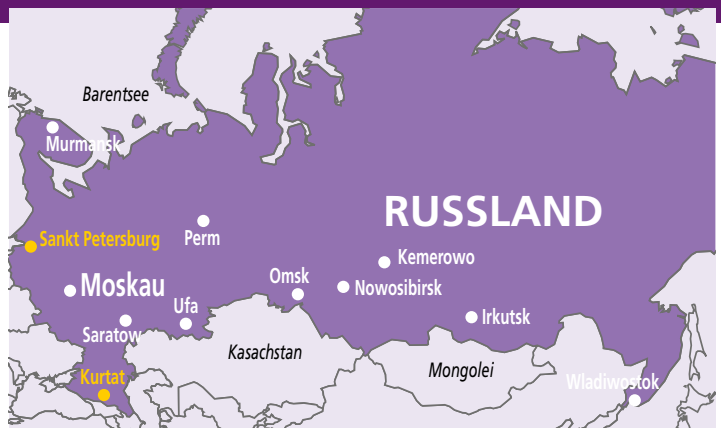 Barentsee
Murmansk
RUSSLAND
Sankt Petersburg
Perm
Kemerowo
Moskau
Omsk
Nowosibirsk
Ufa
Irkutsk
Saratow
Kasachstan
Mongolei
Kurtat
Wladiwostok